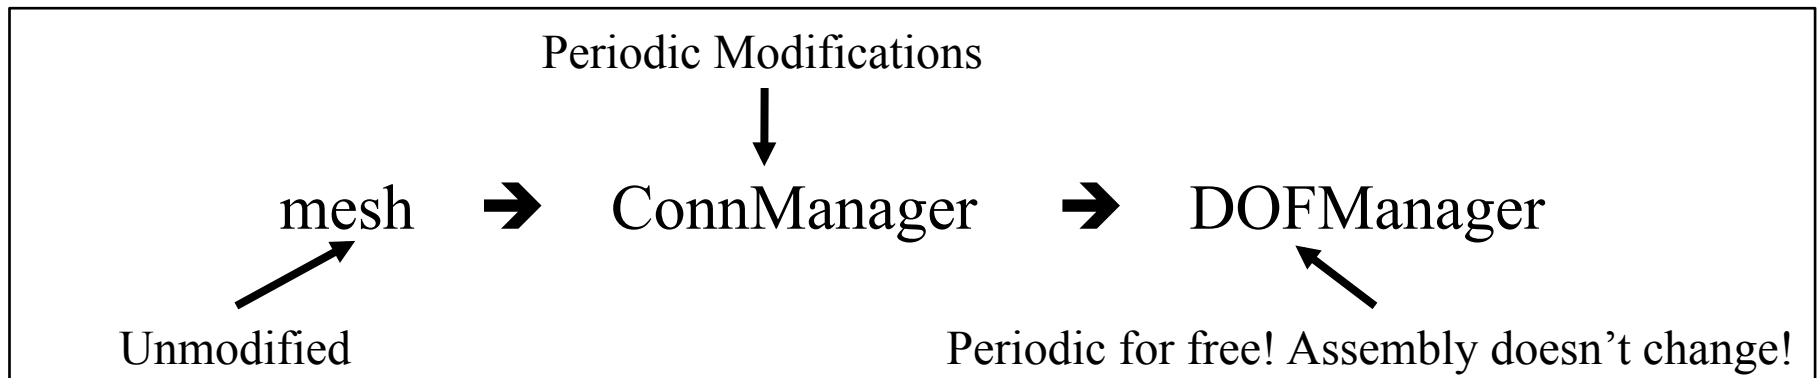 Periodic Modifications
mesh ➔ ConnManager ➔ DOFManager
Unmodified
Periodic for free! Assembly doesn’t change!